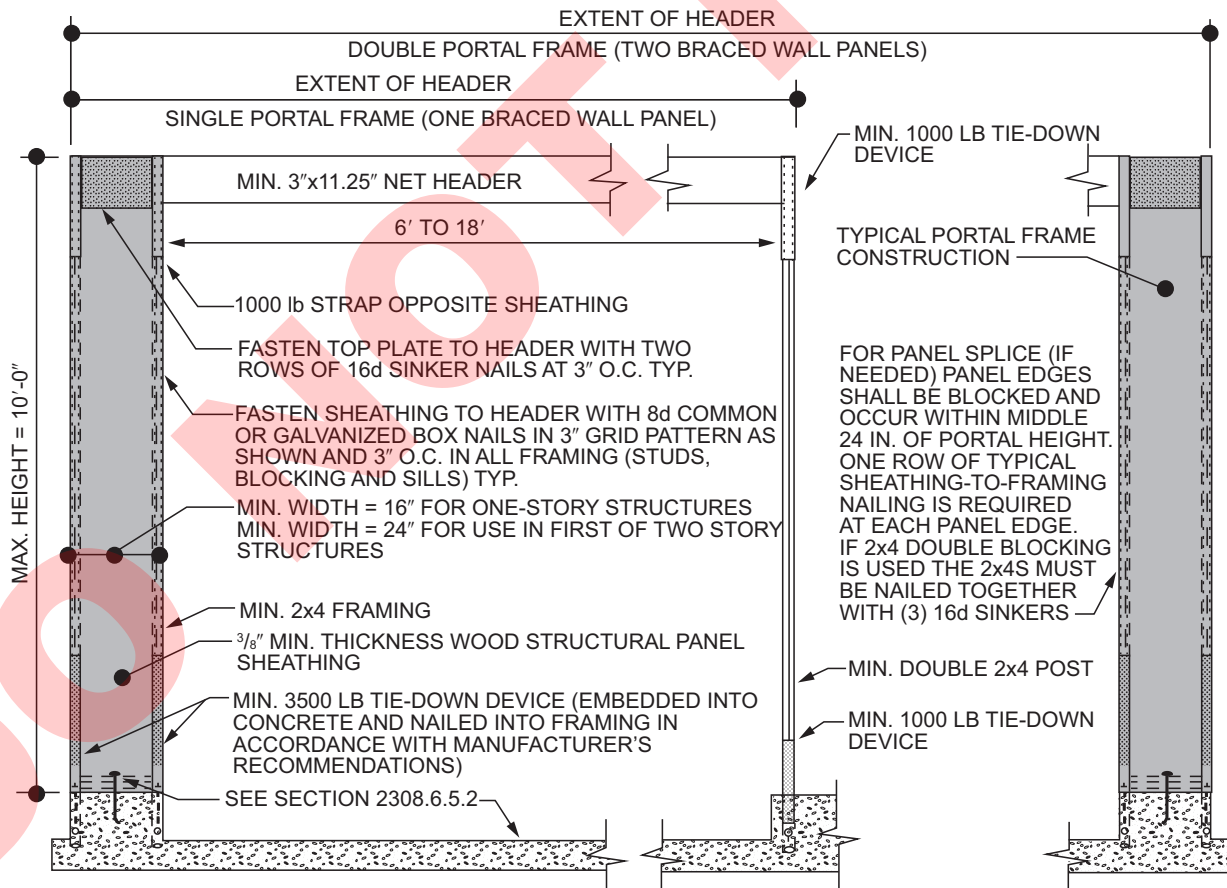 EXTENT OF HEADER
DOUBLE PORTAL FRAME (TWO BRACED WALL PANELS)
EXTENT OF HEADER
SINGLE PORTAL FRAME (ONE BRACED WALL PANEL)
MIN. 1000 LB TIE-DOWN
DEVICE
MIN. 3″x11.25″ NET HEADER
6′ TO 18′
TYPICAL PORTAL FRAME
CONSTRUCTION
1000 lb STRAP OPPOSITE SHEATHING
FASTEN TOP PLATE TO HEADER WITH TWO
ROWS OF 16d SINKER NAILS AT 3″ O.C. TYP.
FASTEN SHEATHING TO HEADER WITH 8d COMMON
OR GALVANIZED BOX NAILS IN 3″ GRID PATTERN AS
SHOWN AND 3″ O.C. IN ALL FRAMING (STUDS,
BLOCKING AND SILLS) TYP.
MIN. WIDTH = 16″ FOR ONE-STORY STRUCTURES
MIN. WIDTH = 24″ FOR USE IN FIRST OF TWO STORY
STRUCTURES
MAX. HEIGHT = 10′-0″
FOR PANEL SPLICE (IF
NEEDED) PANEL EDGES
SHALL BE BLOCKED AND
OCCUR WITHIN MIDDLE
24 IN. OF PORTAL HEIGHT.
ONE ROW OF TYPICAL
SHEATHING-TO-FRAMING
NAILING IS REQUIRED
AT EACH PANEL EDGE.
IF 2x4 DOUBLE BLOCKING
IS USED THE 2x4S MUST
BE NAILED TOGETHER
WITH (3) 16d SINKERS
MIN. 2x4 FRAMING
3/8″ MIN. THICKNESS WOOD STRUCTURAL PANEL
SHEATHING
MIN. 3500 LB TIE-DOWN DEVICE (EMBEDDED INTO
CONCRETE AND NAILED INTO FRAMING IN
ACCORDANCE WITH MANUFACTURER'S
RECOMMENDATIONS)
SEE SECTION 2308.6.5.2
MIN. DOUBLE 2x4 POST
MIN. 1000 LB TIE-DOWN
DEVICE
DO NOT